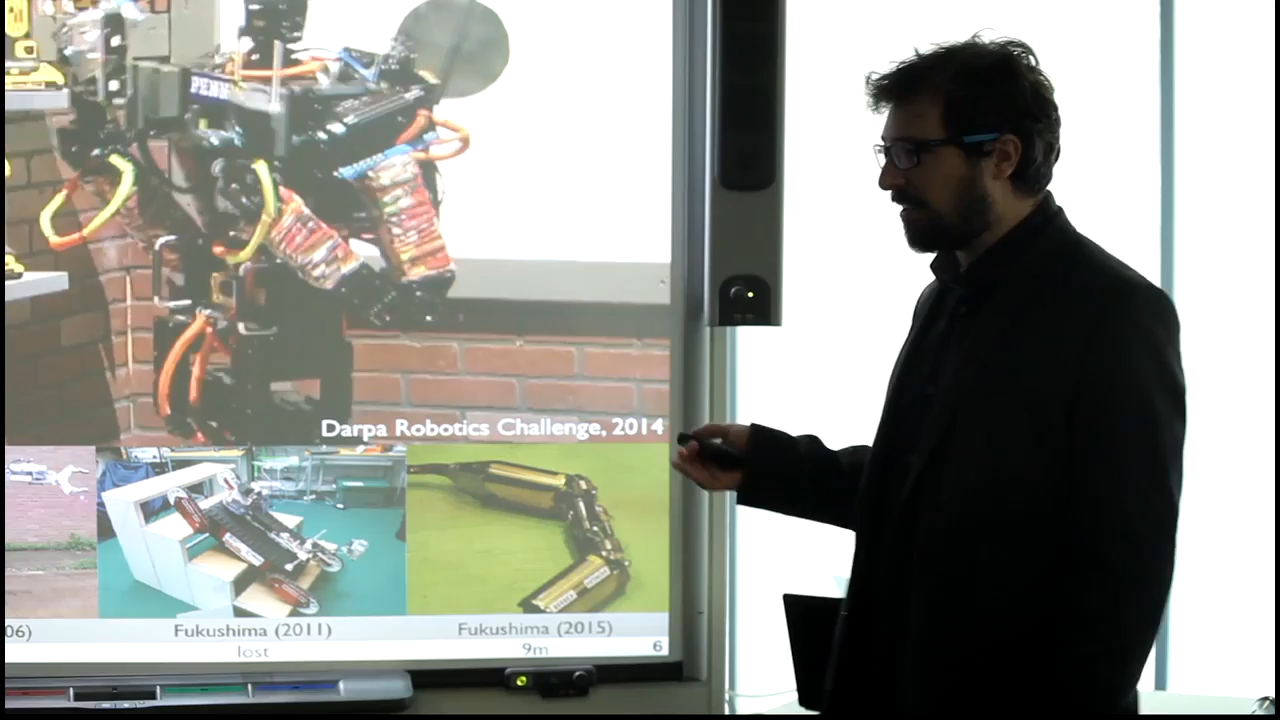 PENN
Darpa Robotics Challenge, 2014
06)
Fukushima (2011)
Fukushima (2015)
lost
9m
6